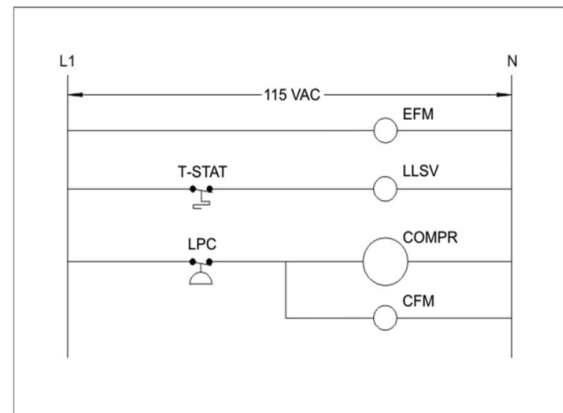 L1
N
115 VAC
EFM
T-STAT
LLSV
LPC
COMPR
CFM